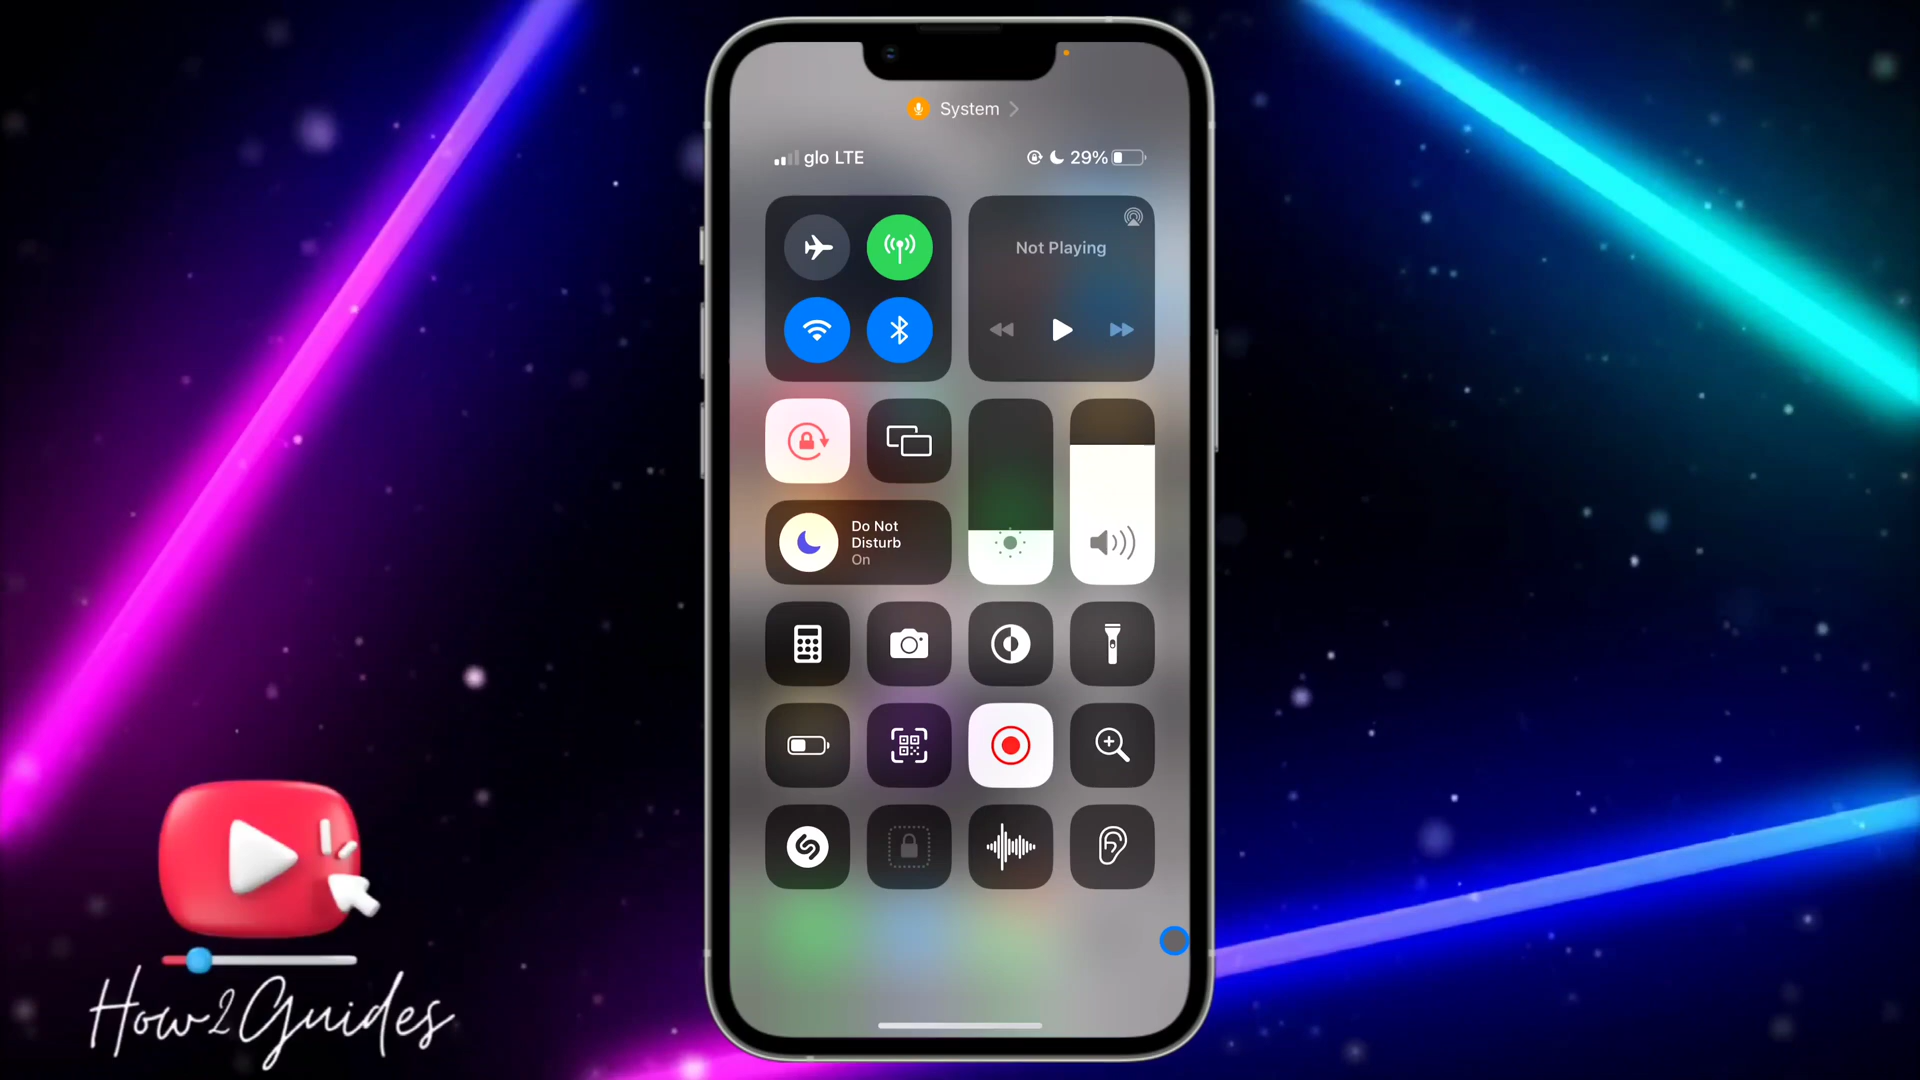 System
glo LTE
29%
Not Playing
Do Not
Disturb
On
How2Guides